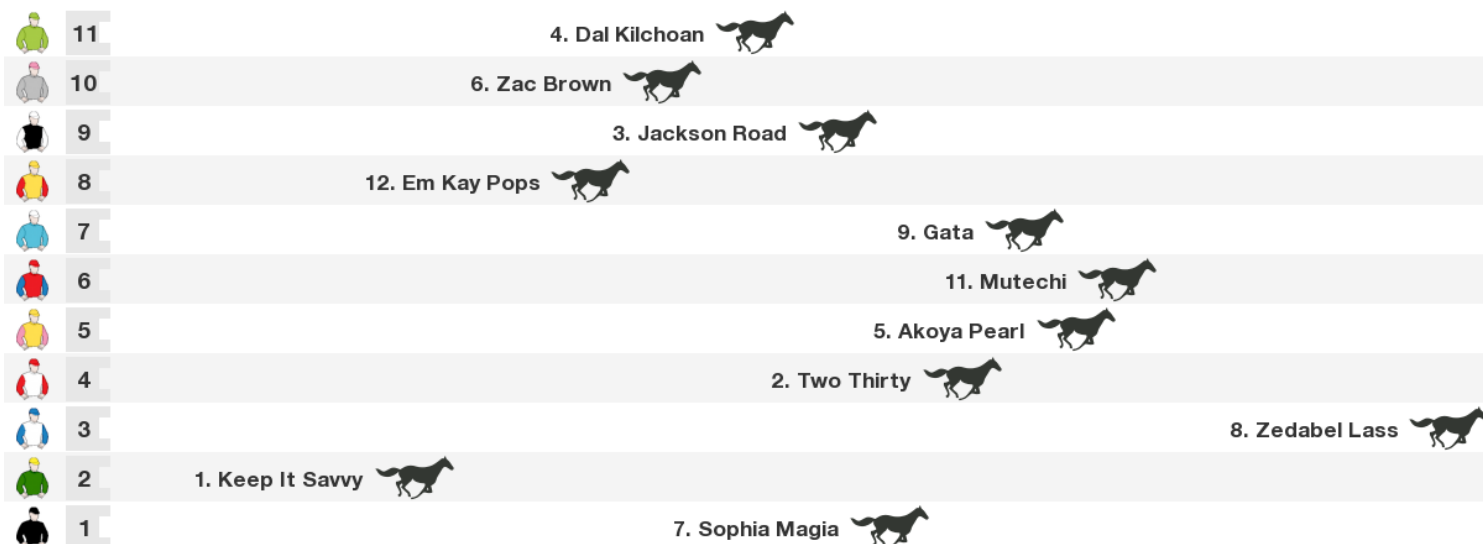 11 4. Dal Kilchoan
10 6. Zac Brown
9 3. Jackson Road
8 12. Em Kay Pops
7 9. Gata
6 11. Mutechi
5 5. Akoya Pearl
4 2. Two Thirty
3 8. Zedabel Lass
2 1. Keep It Savvy
1 7. Sophia Magia